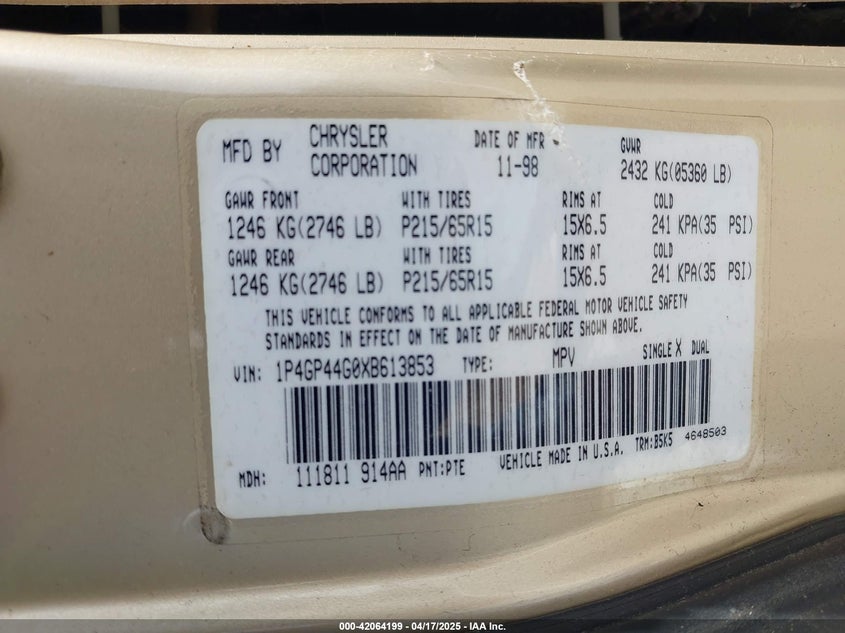 MFD BY CHRYSLER CORPORATION DATE OF MFR 11-98 GVWR 2432 KG(05360 LB)
GAWR FRONT WITH TIRES RIMS AT COLD
1246 KG(2746 LB) P215/65R15 15X6.5 241 KPA(35 PSI)
GAWR REAR WITH TIRES RIMS AT COLD
1246 KG(2746 LB) P215/65R15 15X6.5 241 KPA(35 PSI)
THIS VEHICLE CONFORMS TO ALL APPLICABLE FEDERAL MOTOR VEHICLE SAFETY
STANDARDS IN EFFECT ON THE DATE OF MANUFACTURE SHOWN ABOVE.
VIN: 1P4GP44G0XB613853 TYPE: MPV SINGLE X DUAL
MDH: 111811 914AA PNT:PTE VEHICLE MADE IN U.S.A. TRM:B5K5 4648503
000-42064199 - 04/17/2025 - IAA Inc.